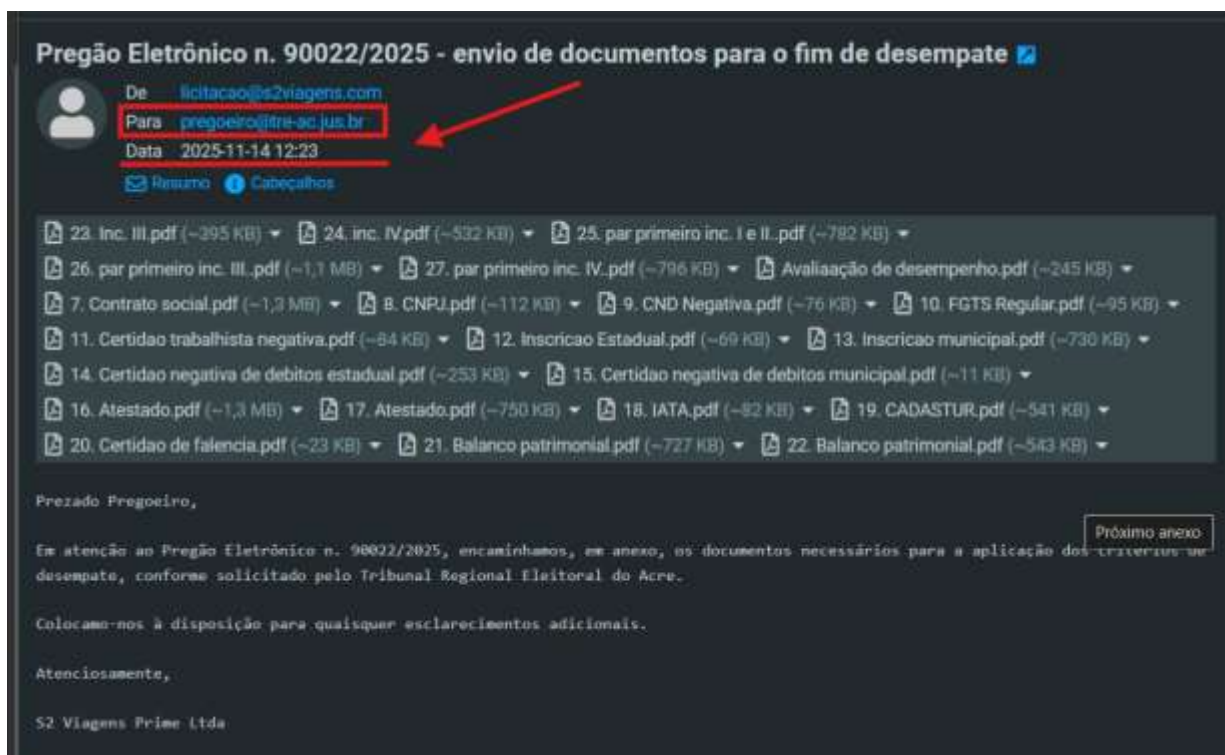 Pregão Eletrônico n. 90022/2025 - envio de documentos para o fim de desempate
De licitacao@s2viagens.com
Para pregoeiro@tre-ac.jus.br
Data 2025-11-14 12:23
Resumo Cabeçalhos
23. Inc. III.pdf (~395 KB) 24. inc. IV.pdf (~532 KB) 25. par primeiro inc. I e II..pdf (~782 KB)
26. par primeiro inc. III..pdf (~1,1 MB) 27. par primeiro inc. IV.pdf (~796 KB) Avaliaação de desempenho.pdf (~245 KB)
7. Contrato social.pdf (~1,3 MB) 8. CNPJ.pdf (~112 KB) 9. CND Negativa.pdf (~76 KB) 10. FGTS Regular.pdf (~95 KB)
11. Certidao trabalhista negativa.pdf (~84 KB) 12. Inscricao Estadual.pdf (~69 KB) 13. Inscricao municipal.pdf (~730 KB)
14. Certidao negativa de debitos estadual.pdf (~253 KB) 15. Certidao negativa de debitos municipal.pdf (~11 KB)
16. Atestado.pdf (~1,3 MB) 17. Atestado.pdf (~750 KB) 18. IATA.pdf (~82 KB) 19. CADASTUR.pdf (~541 KB)
20. Certidao de falencia.pdf (~23 KB) 21. Balanco patrimonial.pdf (~727 KB) 22. Balanco patrimonial.pdf (~543 KB)
Prezado Pregoeiro,
Próximo anexo
Em atenção ao Pregão Eletrônico n. 90022/2025, encaminhamos, em anexo, os documentos necessários para a aplicação dos critérios de
desempate, conforme solicitado pelo Tribunal Regional Eleitoral do Acre.
Colocamo-nos à disposição para quaisquer esclarecimentos adicionais.
Atenciosamente,
S2 Viagens Prime Ltda